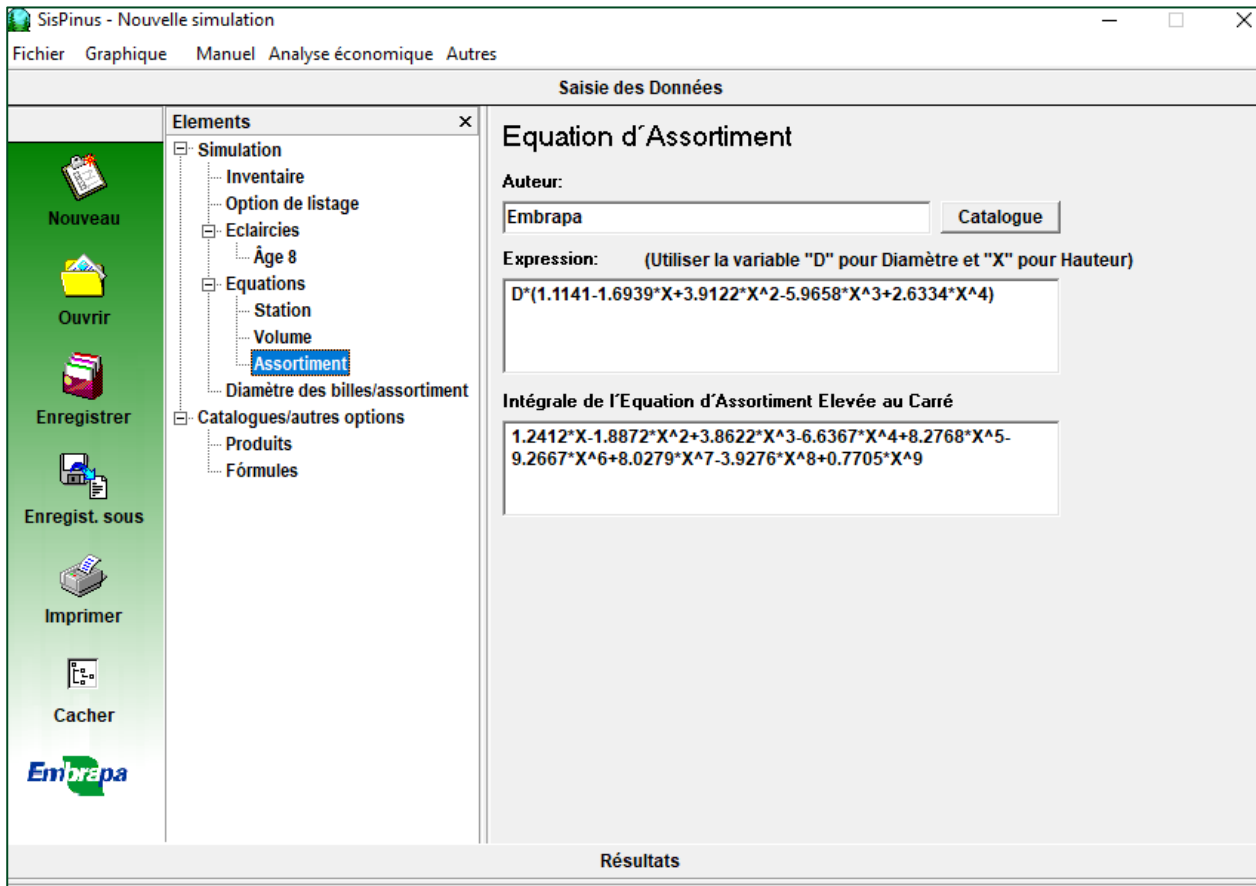 SisPinus - Nouvelle simulation
Fichier Graphique Manuel Analyse économique Autres
Saisie des Données
Nouveau
Ouvrir
Enregistrer
Enregist. sous
Imprimer
Cacher
Embrapa
Elements
Simulation
Inventaire
Option de listage
Eclaircies
Âge 8
Equations
Station
Volume
Assortiment
Diamètre des billes/assortiment
Catalogues/autres options
Produits
Fórmules
Equation d´Assortiment
Auteur:
Embrapa Catalogue
Expression: (Utiliser la variable "D" pour Diamètre et "X" pour Hauteur)
D*(1.1141-1.6939*X+3.9122*X^2-5.9658*X^3+2.6334*X^4)
Intégrale de l´Equation d´Assortiment Elevée au Carré
1.2412*X-1.8872*X^2+3.8622*X^3-6.6367*X^4+8.2768*X^5-
9.2667*X^6+8.0279*X^7-3.9276*X^8+0.7705*X^9
Résultats